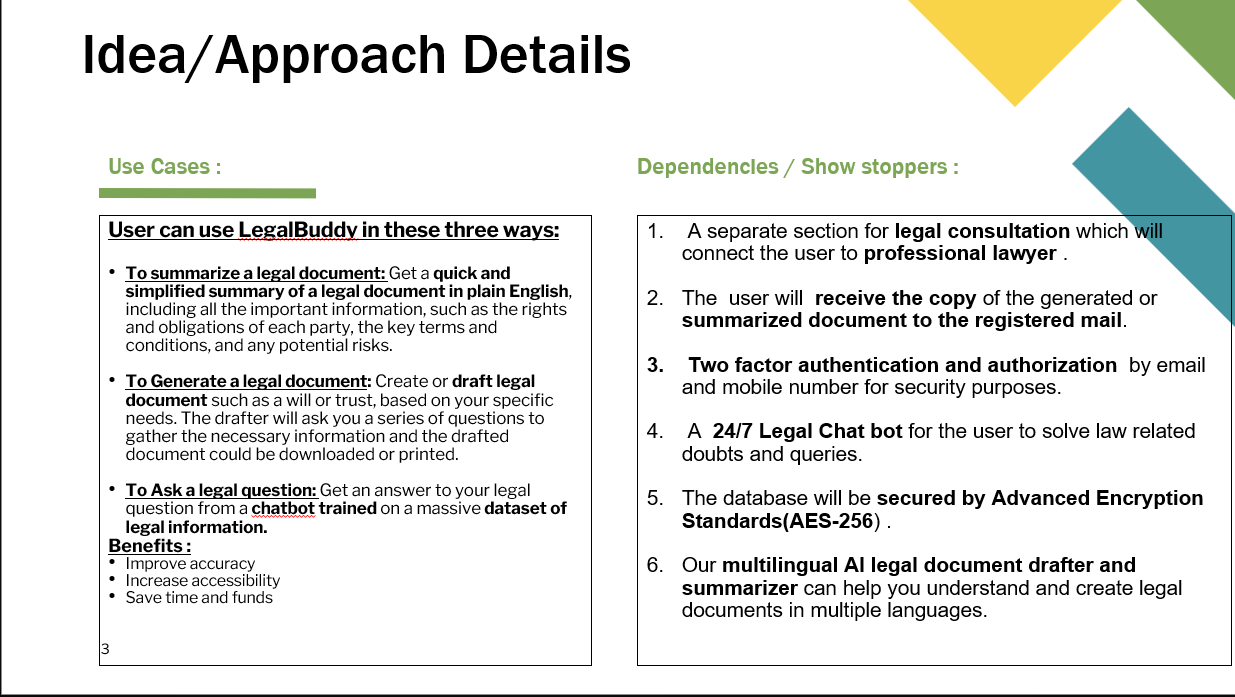 Idea/Approach Details
Use Cases :
User can use LegalBuddy in these three ways:
• To summarize a legal document: Get a quick and
simplified summary of a legal document in plain English,
including all the important information, such as the rights
and obligations of each party, the key terms and
conditions, and any potential risks.
• To Generate a legal document: Create or draft legal
document such as a will or trust, based on your specific
needs. The drafter will ask you a series of questions to
gather the necessary information and the drafted
document could be downloaded or printed.
• To Ask a legal question: Get an answer to your legal
question from a chatbot trained on a massive dataset of
legal information.
Benefits :
• Improve accuracy
• Increase accessibility
• Save time and funds
3
Dependencies / Show stoppers :
1. A separate section for legal consultation which will
connect the user to professional lawyer .
2. The user will receive the copy of the generated or
summarized document to the registered mail.
3. Two factor authentication and authorization by email
and mobile number for security purposes.
4. A 24/7 Legal Chat bot for the user to solve law related
doubts and queries.
5. The database will be secured by Advanced Encryption
Standards(AES-256) .
6. Our multilingual AI legal document drafter and
summarizer can help you understand and create legal
documents in multiple languages.